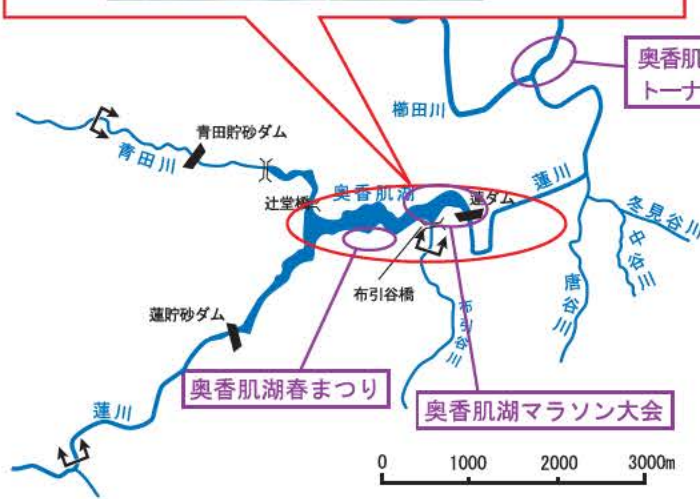 奥香肌
トーナ
櫛田川
青田貯砂ダム
青田川
奥香肌湖
蓮ダム
蓮川
辻堂橋
冬見谷川
中谷川
唐谷川
布引谷橋
布引谷川
蓮貯砂ダム
奥香肌湖春まつり
奥香肌湖マラソン大会
蓮川
0 1000 2000 3000m